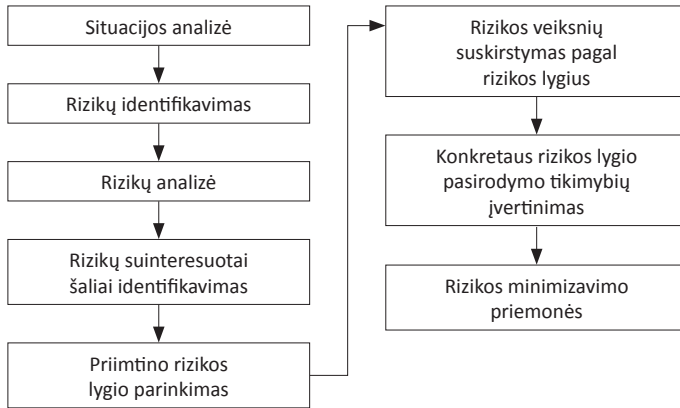 Situacijos analizė
Rizikų identifikavimas
Rizikų analizė
Rizikų suinteresuotai
šaliai identifikavimas
Priimtino rizikos
lygio parinkimas
Rizikos veiksnių
suskirstymas pagal
rizikos lygius
Konkretaus rizikos lygio
pasirodymo tikimybių
įvertinimas
Rizikos minimizavimo
priemonės